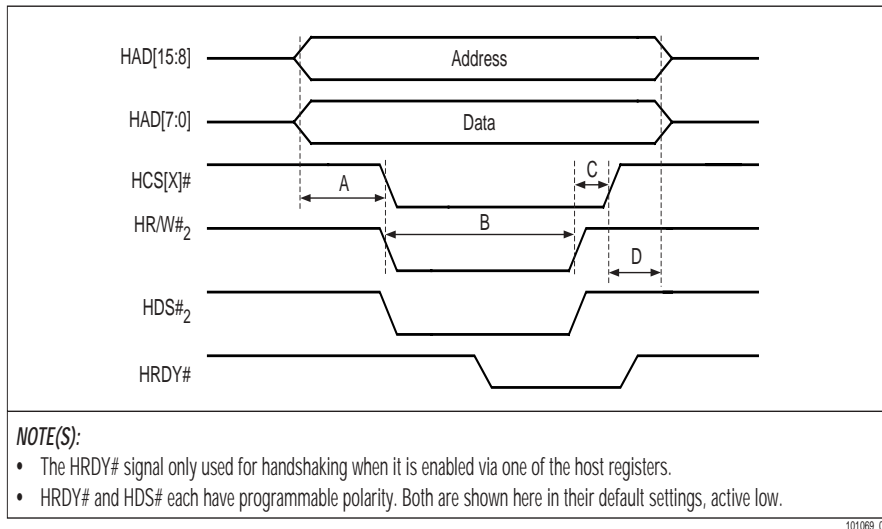 HAD[15:8]
Address
HAD[7:0]
Data
HCS[X]#
A
C
HR/W#2
B
D
HDS#2
HRDY#
NOTE(S):
• The HRDY# signal only used for handshaking when it is enabled via one of the host registers.
• HRDY# and HDS# each have programmable polarity. Both are shown here in their default settings, active low.